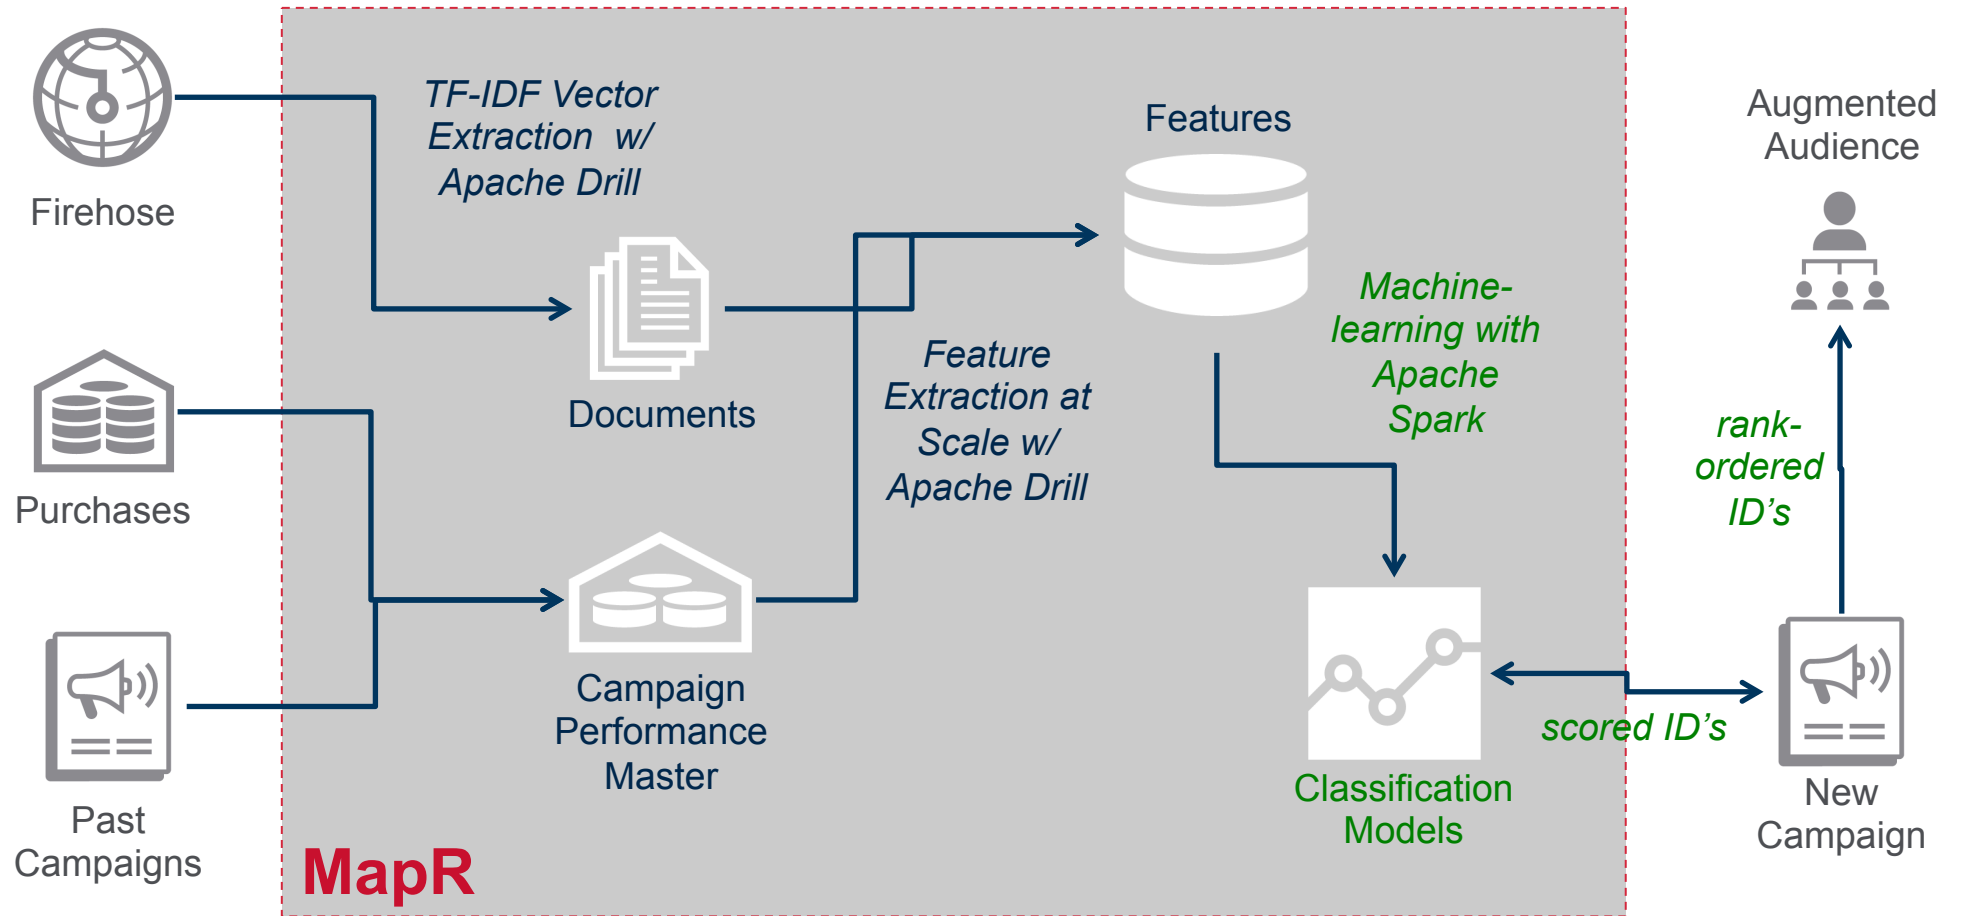 Firehose
Purchases
Past
Campaigns
TF-IDF Vector
Extraction w/
Apache Drill
Documents
Campaign
Performance
Master
MapR
Feature
Extraction at
Scale w/
Apache Drill
Features
Machine-
learning with
Apache
Spark
Classification
Models
scored ID’s
Augmented
Audience
rank-
ordered
ID’s
New
Campaign